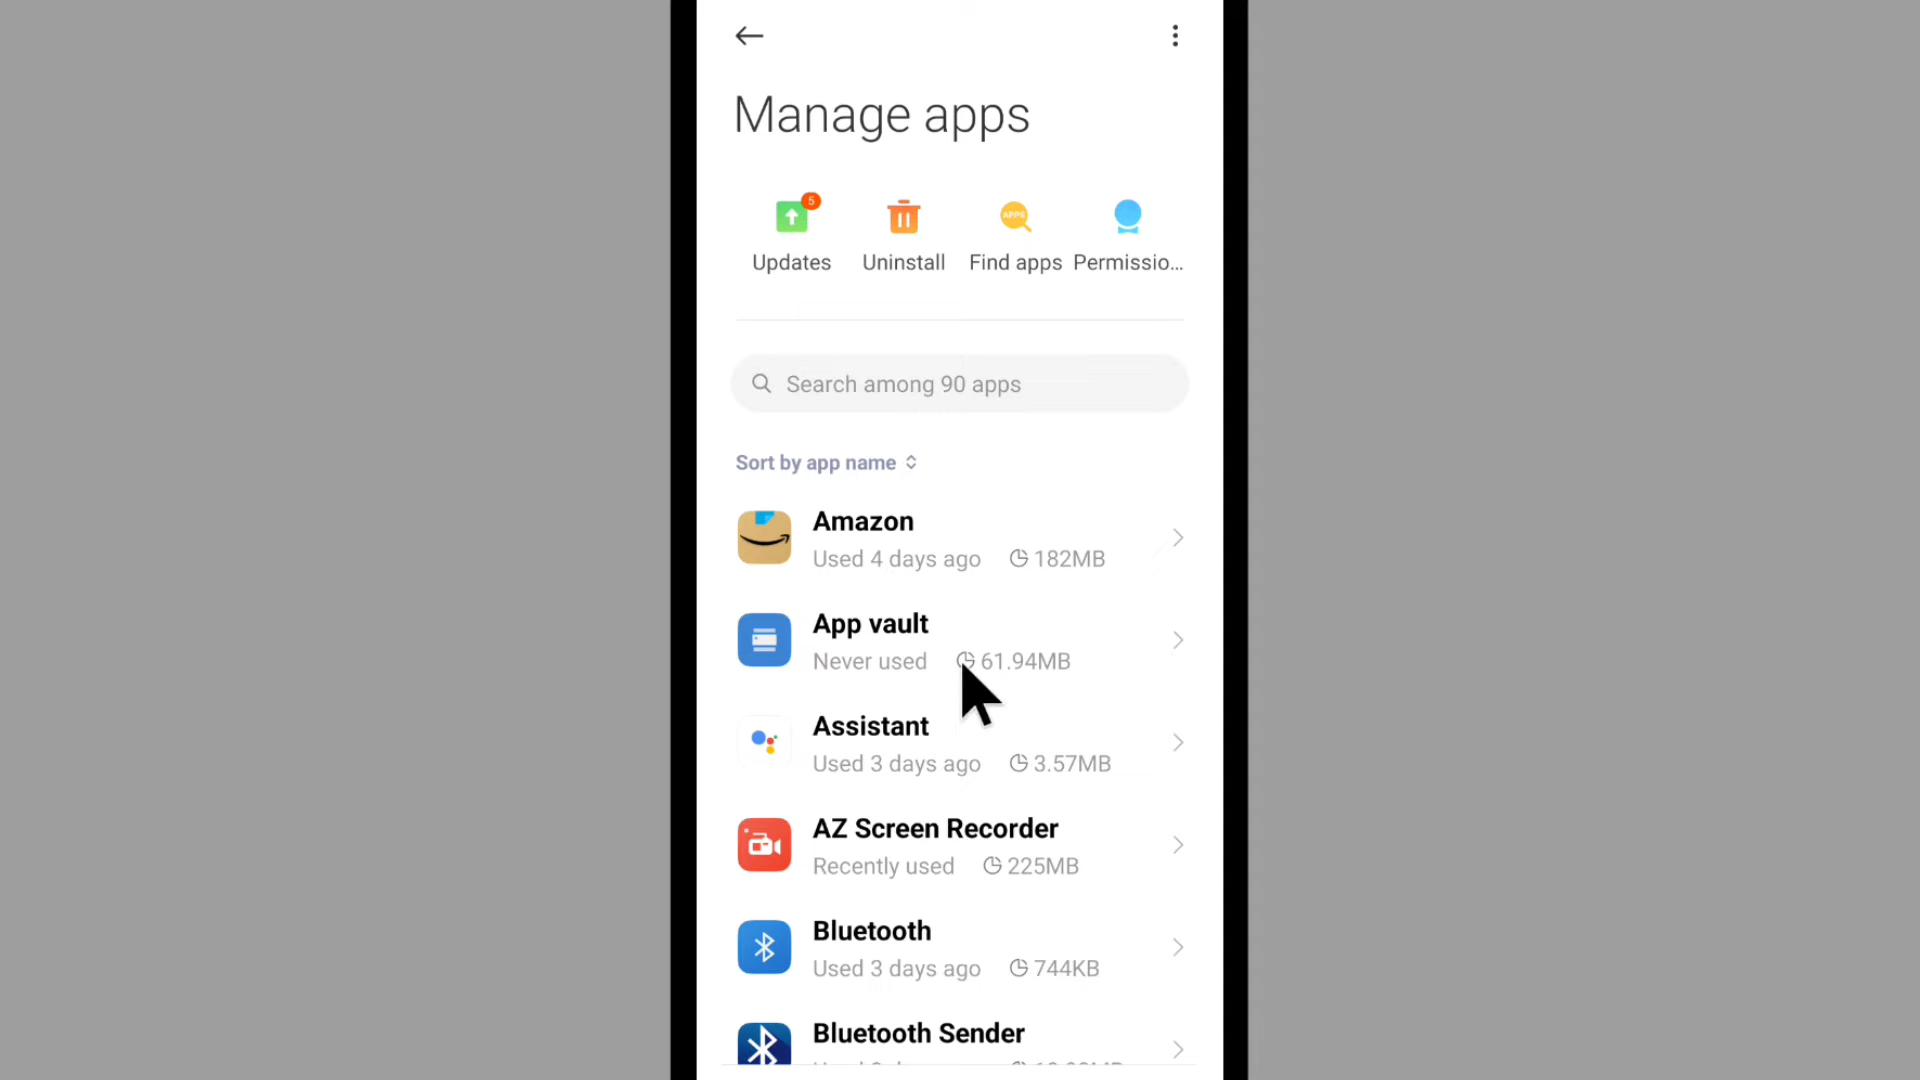 Manage apps
5
APPS
Updates
Uninstall
Find apps
Permissio...
Search among 90 apps
Sort by app name
Amazon
Used 4 days ago 182MB
App vault
Never used 61.94MB
Assistant
Used 3 days ago 3.57MB
AZ Screen Recorder
Recently used 225MB
Bluetooth
Used 3 days ago 744KB
Bluetooth Sender